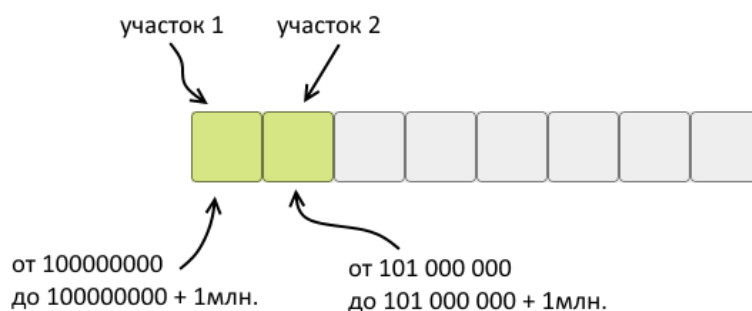 участок 1
участок 2
от 100000000
до 100000000 + 1млн.
от 101 000 000
до 101 000 000 + 1млн.